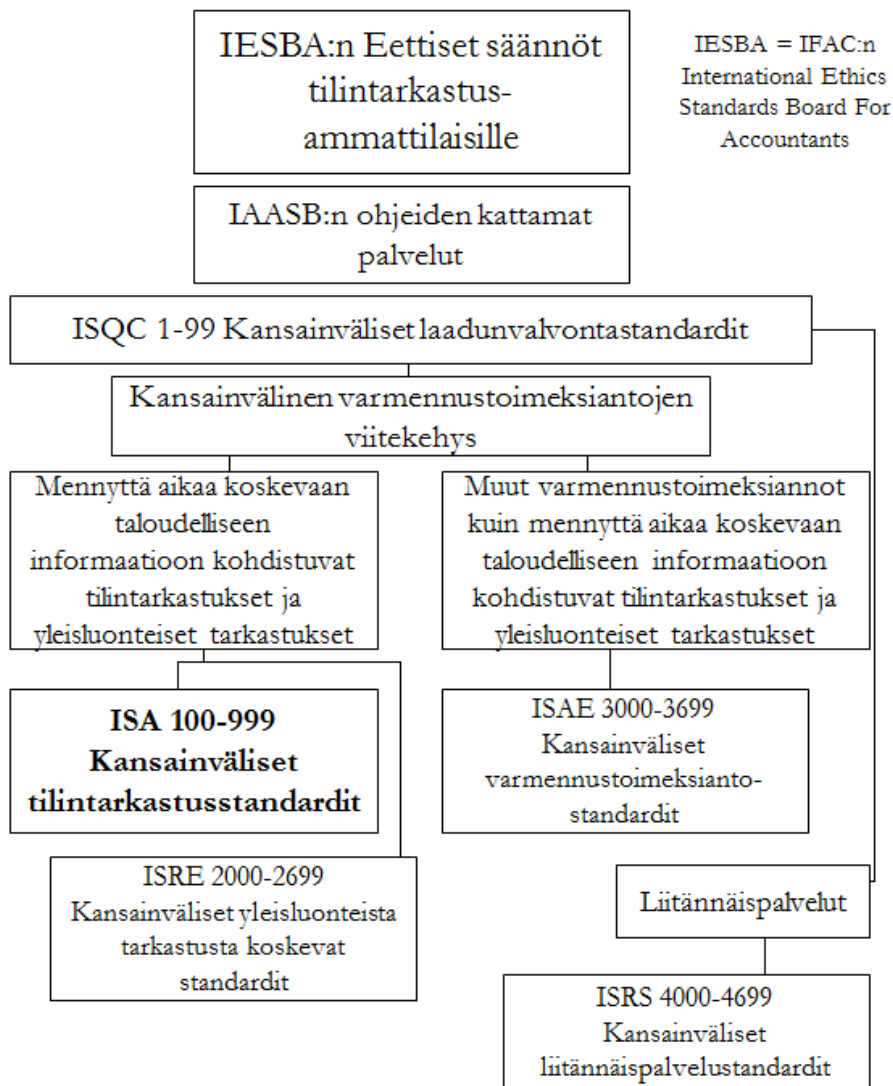 IESBA:n Eettiset säännöt
tilintarkastus-
ammattilaisille
IESBA = IFAC:n
International Ethics
Standards Board For
Accountants
IAASB:n ohjeiden kattamat
palvelut
ISQC 1-99 Kansainväliset laadunvalvontastandardit
Kansainvälinen varmennustoimeksiantojen
viitekehys
Mennyttä aikaa koskevaan
taloudelliseen
informaatioon kohdistuvat
tilintarkastukset ja
yleisluonteiset tarkastukset
Muut varmennustoimeksiannot
kuin mennyttä aikaa koskevaan
taloudelliseen informaatioon
kohdistuvat tilintarkastukset ja
yleisluonteiset tarkastukset
ISA 100-999
Kansainväliset
tilintarkastusstandardit
ISAE 3000-3699
Kansainväliset
varmennustoimeksianto-
standardit
ISRE 2000-2699
Kansainväliset yleisluonteista
tarkastusta koskevat
standardit
Liitännäispalvelut
ISRS 4000-4699
Kansainväliset
liitännäispalvelustandardit